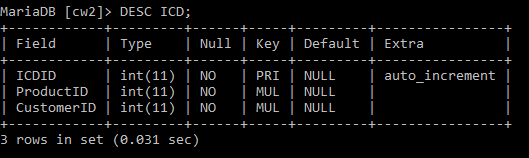 MariaDB [cw2]> DESC ICD;
+------------+---------+------+-----+---------+----------------+
| Field      | Type    | Null | Key | Default | Extra          |
+------------+---------+------+-----+---------+----------------+
| ICDID      | int(11) | NO   | PRI | NULL    | auto_increment |
| ProductID  | int(11) | NO   | MUL | NULL    |                |
| CustomerID | int(11) | NO   | MUL | NULL    |                |
+------------+---------+------+-----+---------+----------------+
3 rows in set (0.031 sec)